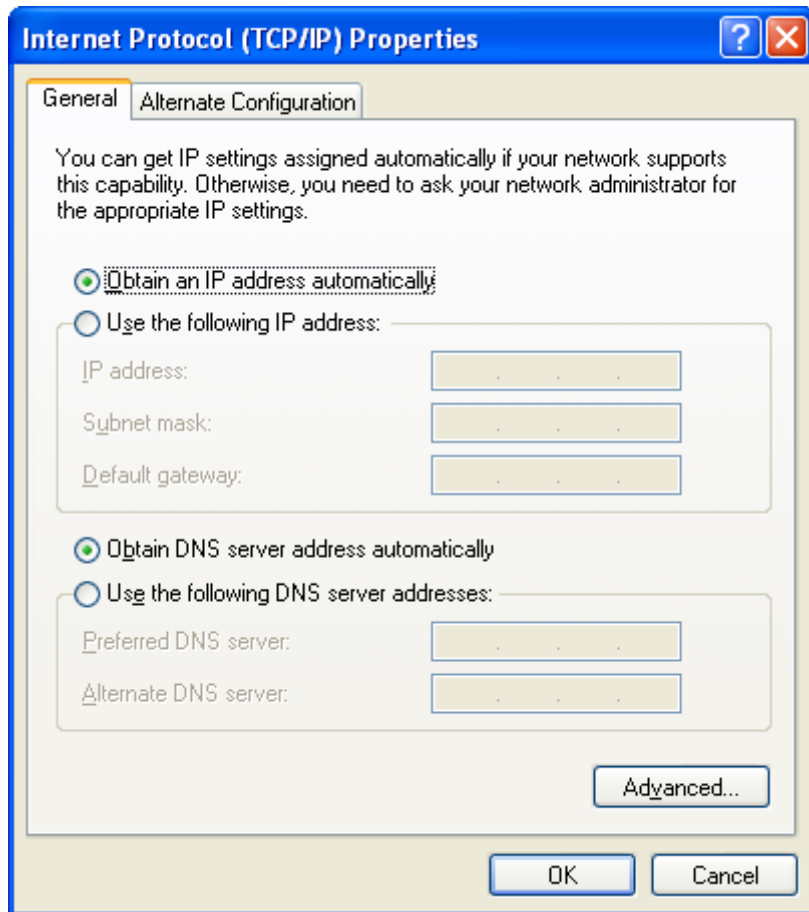 Internet Protocol (TCP/IP) Properties
General
Alternate Configuration
You can get IP settings assigned automatically if your network supports
this capability. Otherwise, you need to ask your network administrator for
the appropriate IP settings.
Obtain an IP address automatically
Use the following IP address:
IP address:
Subnet mask:
Default gateway:
Obtain DNS server address automatically
Use the following DNS server addresses:
Preferred DNS server:
Alternate DNS server:
Advanced...
OK
Cancel